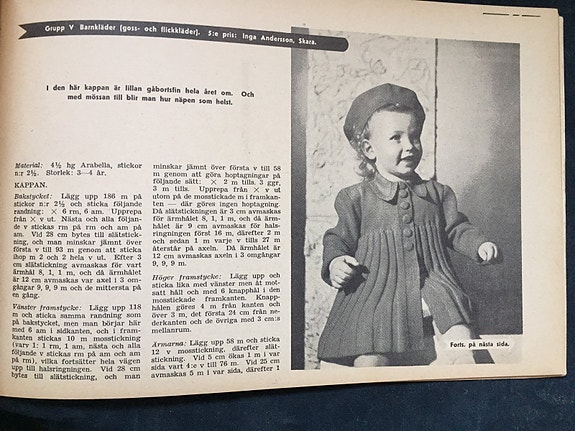 Grupp V Barnkläder (goss- och flickkläder). 5:e pris: Inga Andersson, Skara.
I den här kappan är lillan gåbortsfin hela året om. Och
med mössan till blir man hur näpen som helst.
Material: 4½ hg Arabella, stickor
n:r 2½. Storlek: 3—4 år.
KAPPAN.
Bakstycket: Lägg upp 186 m på
stickor n:r 2½ och sticka följande
randning: × 6 rm, 6 am. Upprepa
från × v ut. Nästa och alla följan-
de v stickas rm på rm och am på
am. Vid 28 cm bytes till slätstick-
ning, och man minskar jämnt över
första v till 93 m genom att sticka
ihop m 2 och 2 hela v ut. Efter 3
cm slätstickning avmaskas för vart
ärmhål 8, 1, 1 m, och då ärmhålet
är 12 cm avmaskas var axel i 3 om-
gångar 9, 9, 9 m och de mittersta på
en gång.
Vänster framstycke: Lägg upp 118
m och sticka samma randning som
på bakstycket, men man börjar här
med 6 am i sidkanten, och i fram-
kanten stickas 10 m mosstickning
(varv 1: 1 rm, 1 am, nästa och alla
följande v stickas rm på am och am
på rm), vilka fortsätter hela vägen
upp till halsringningen. Vid 28 cm
bytes till slätstickning, och man
minskar jämnt över första v till 58
m genom att göra hoptagningar på
följande sätt: × 2 m tills. 3 ggr,
3 m tills. Upprepa från × v ut
utom på de mosstickade m i framkan-
ten — där göres ingen hoptagning.
Då slätstickningen är 3 cm avmaskas
för ärmhålet 8, 1, 1 m, och då ärm-
hålet är 9 cm avmaskas för hals-
ringningen först 16 m, därefter 2 m
och sedan 1 m varje v tills 27 m
återstår på axeln. Då ärmhålet är
12 cm avmaskas axeln i 3 omgångar
9, 9, 9 m.
Höger framstycke: Lägg upp och
sticka lika med vänster men åt mot-
satt håll och med 6 knapphål i den
mosstickade framkanten. Knapp-
hålen göres 4 m från kanten och
över 3 m, det första 24 cm från ne-
derkanten och de övriga med 3 cm:s
mellanrum.
Ärmarna: Lägg upp 58 m och sticka
12 v mosstickning, därefter slät-
stickning. Vid 5 cm ökas 1 m i var
sida vart 4:e v till 76 m. Vid 25 cm
avmaskas 5 m i var sida, därefter 1
Forts. på nästa sida.